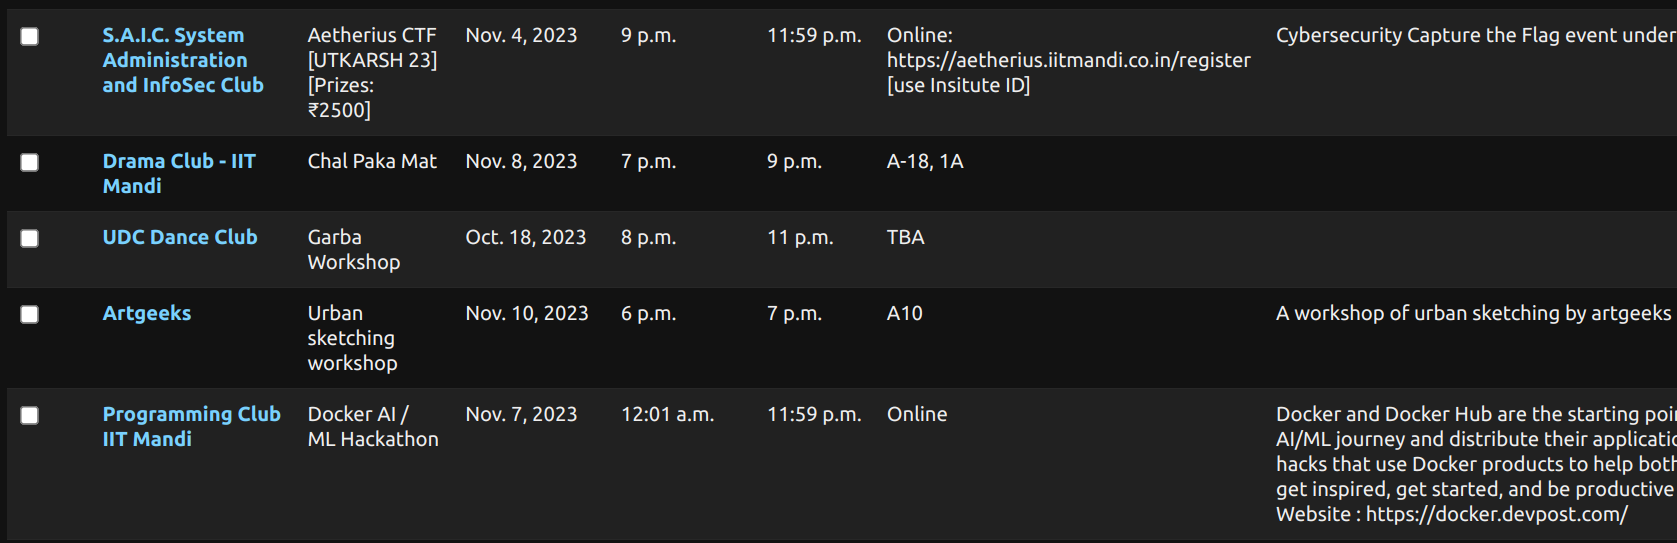 S.A.I.C. System Administration and InfoSec Club
Aetherius CTF [UTKARSH 23] [Prizes: ₹2500]
Nov. 4, 2023
9 p.m.
11:59 p.m.
Online: https://aetherius.iitmandi.co.in/register [use Insitute ID]
Cybersecurity Capture the Flag event under
Drama Club - IIT Mandi
Chal Paka Mat
Nov. 8, 2023
7 p.m.
9 p.m.
A-18, 1A
UDC Dance Club
Garba Workshop
Oct. 18, 2023
8 p.m.
11 p.m.
TBA
Artgeeks
Urban sketching workshop
Nov. 10, 2023
6 p.m.
7 p.m.
A10
A workshop of urban sketching by artgeeks
Programming Club IIT Mandi
Docker AI / ML Hackathon
Nov. 7, 2023
12:01 a.m.
11:59 p.m.
Online
Docker and Docker Hub are the starting
AI/ML journey and distribute their
hacks that use Docker products to help both
get inspired, get started, and be productive
Website : https://docker.devpost.com/